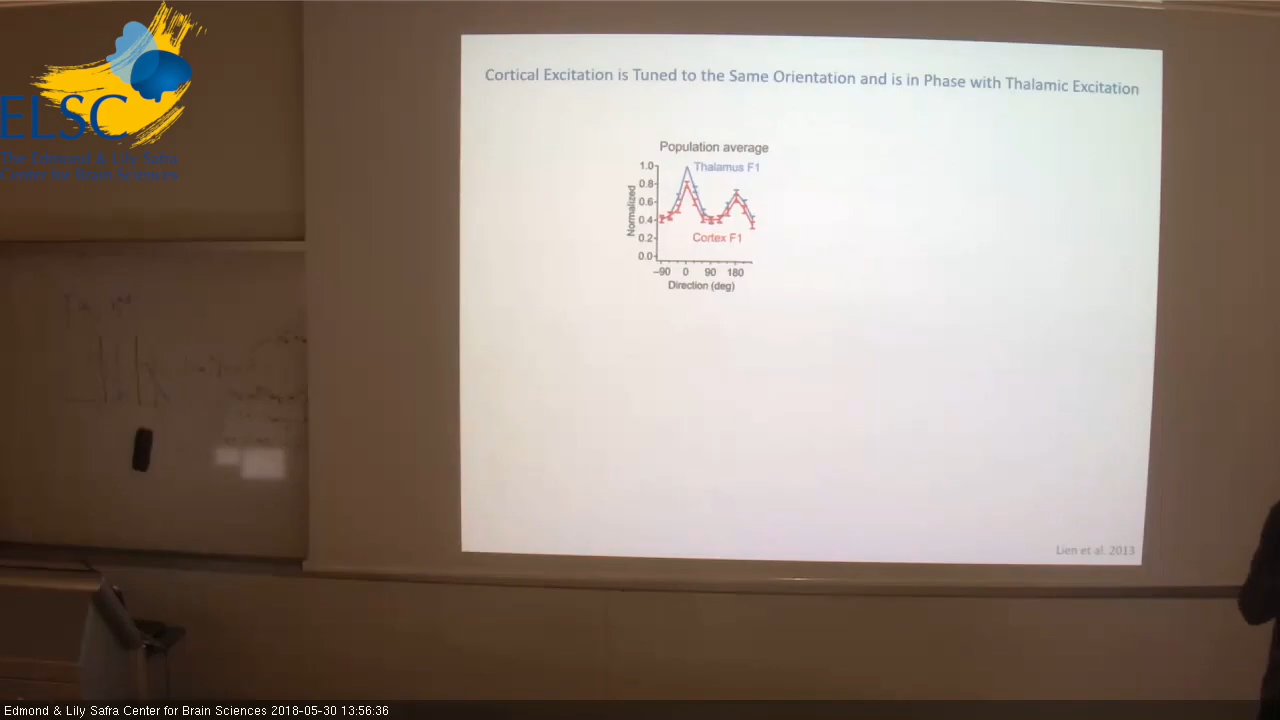 ELSC
The Edmond & Lily Safra
Center for Brain Sciences
Cortical Excitation is Tuned to the Same Orientation and is in Phase with Thalamic Excitation
Population average
1.0
Thalamus F1
0.8
0.6
0.4
0.2
0.0
Normalized
Cortex F1
−90 0 90 180
Direction (deg)
Lien et al. 2013
Edmond & Lily Safra Center for Brain Sciences 2018-05-30 13:56:36